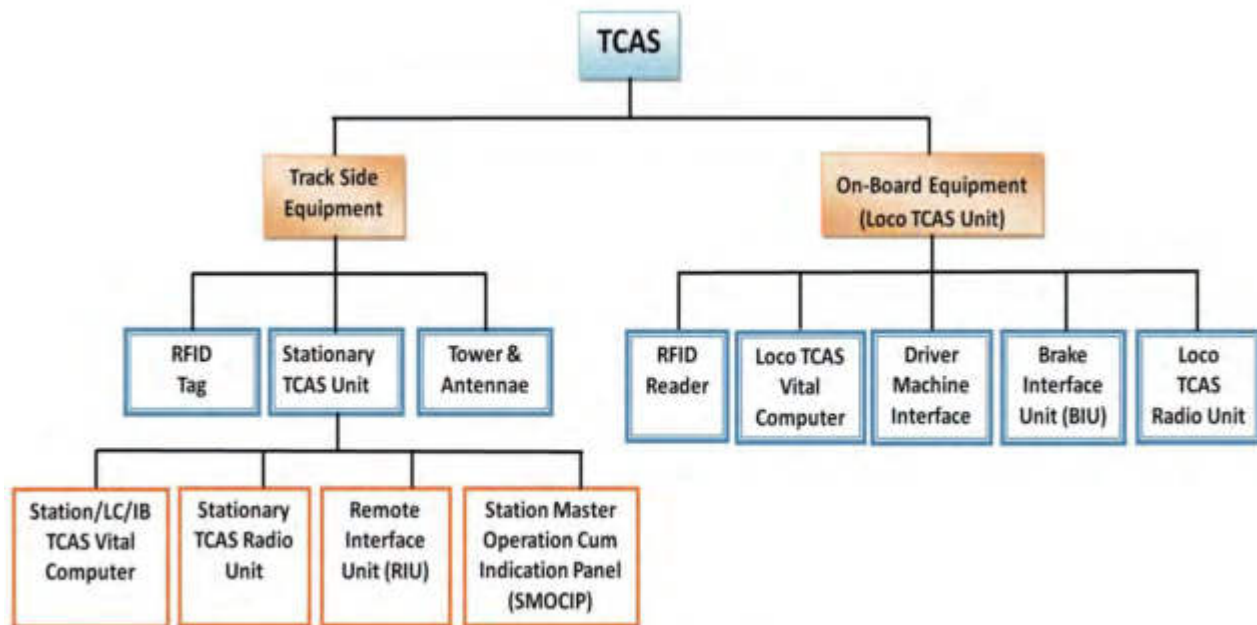 TCAS
Track Side
Equipment
On-Board Equipment
(Loco TCAS Unit)
RFID
Tag
Stationary
TCAS Unit
Tower &
Antennae
RFID
Reader
Loco TCAS
Vital
Computer
Driver
Machine
Interface
Brake
Interface
Unit (BIU)
Loco
TCAS
Radio Unit
Station/LC/IB
TCAS Vital
Computer
Stationary
TCAS Radio
Unit
Remote
Interface
Unit (RIU)
Station Master
Operation Cum
Indication Panel
(SMOCIP)